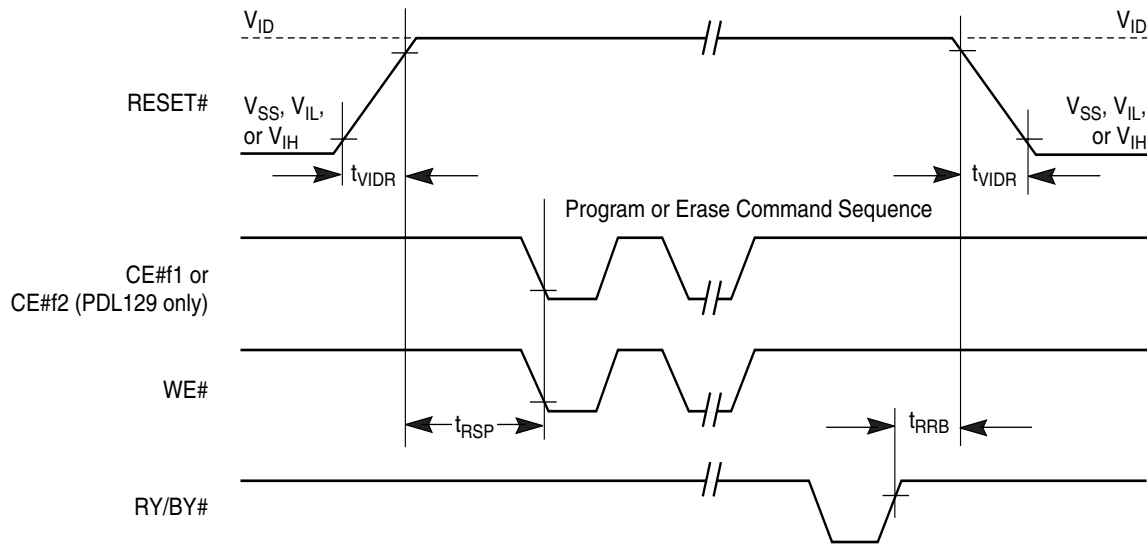 V_ID V_ID
RESET#
V_SS, V_IL,
or V_IH
V_SS, V_IL,
or V_IH
t_VIDR t_VIDR
Program or Erase Command Sequence
CE#f1 or
CE#f2 (PDL129 only)
WE#
t_RSP t_RRB
RY/BY#